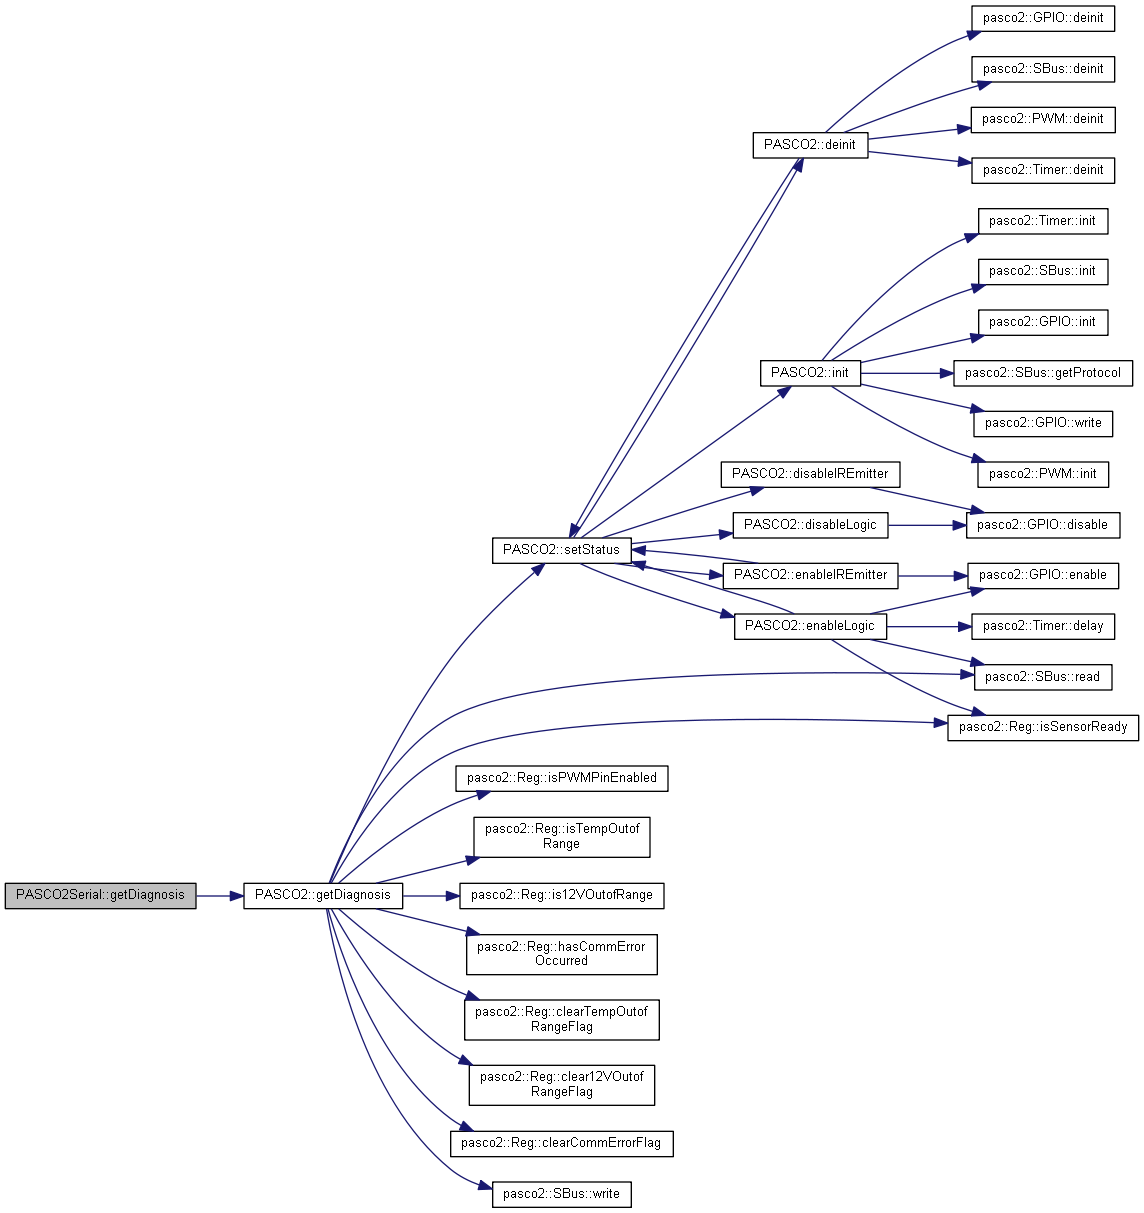 pasco2::GPIO::deinit
pasco2::SBus::deinit
pasco2::PWM::deinit
PASCO2::deinit
pasco2::Timer::deinit
pasco2::Timer::init
pasco2::SBus::init
pasco2::GPIO::init
PASCO2::init
pasco2::SBus::getProtocol
pasco2::GPIO::write
PASCO2::disableIREmitter
pasco2::PWM::init
PASCO2::disableLogic
pasco2::GPIO::disable
PASCO2::setStatus
PASCO2::enableIREmitter
pasco2::GPIO::enable
PASCO2::enableLogic
pasco2::Timer::delay
pasco2::SBus::read
pasco2::Reg::isSensorReady
pasco2::Reg::isPWMPinEnabled
pasco2::Reg::isTempOutof
Range
PASCO2Serial::getDiagnosis
PASCO2::getDiagnosis
pasco2::Reg::is12VOutofRange
pasco2::Reg::hasCommError
Occurred
pasco2::Reg::clearTempOutof
RangeFlag
pasco2::Reg::clear12VOutof
RangeFlag
pasco2::Reg::clearCommErrorFlag
pasco2::SBus::write